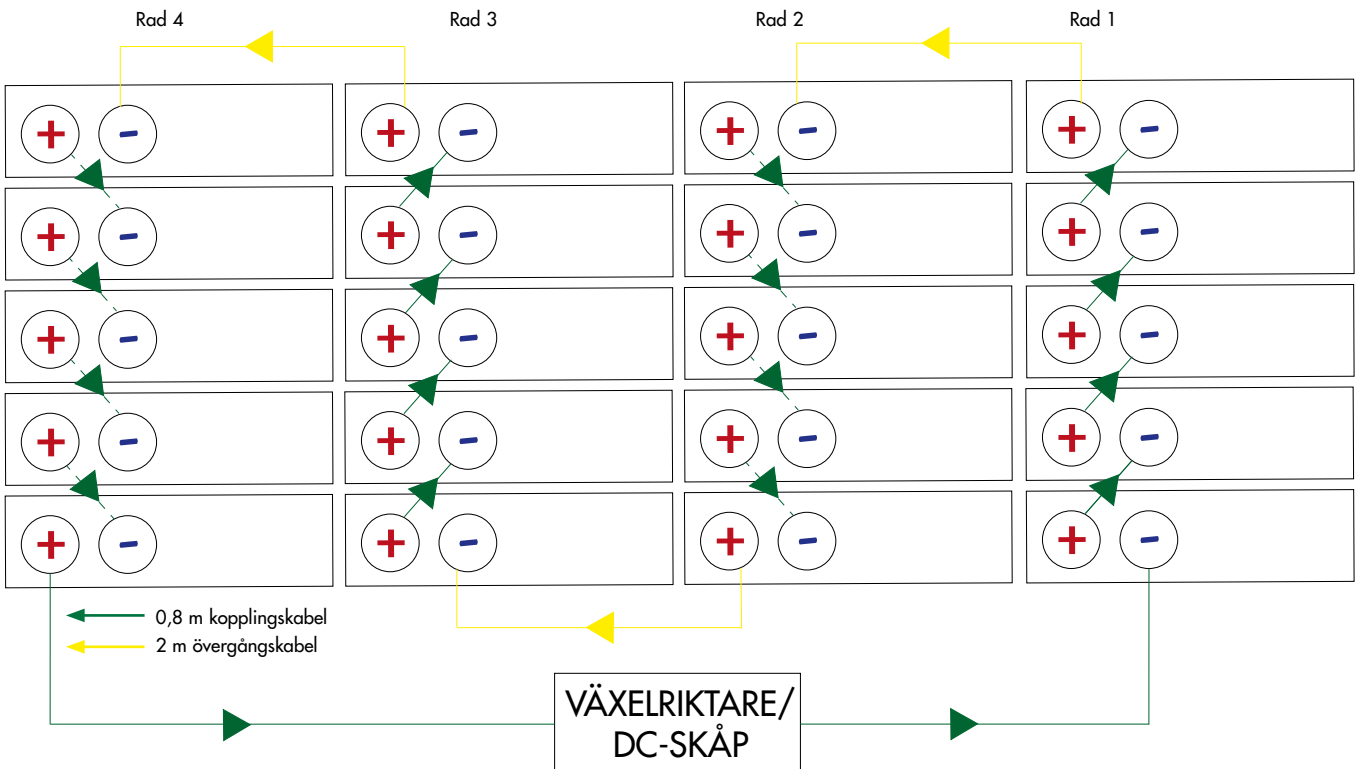 Rad 4
Rad 3
Rad 2
Rad 1
+ - + - + - + -
+ - + - + - + -
+ - + - + - + -
+ - + - + - + -
+ - + - + - + -
0,8 m kopplingskabel
2 m övergångskabel
VÄXELRIKTARE/
DC-SKÅP